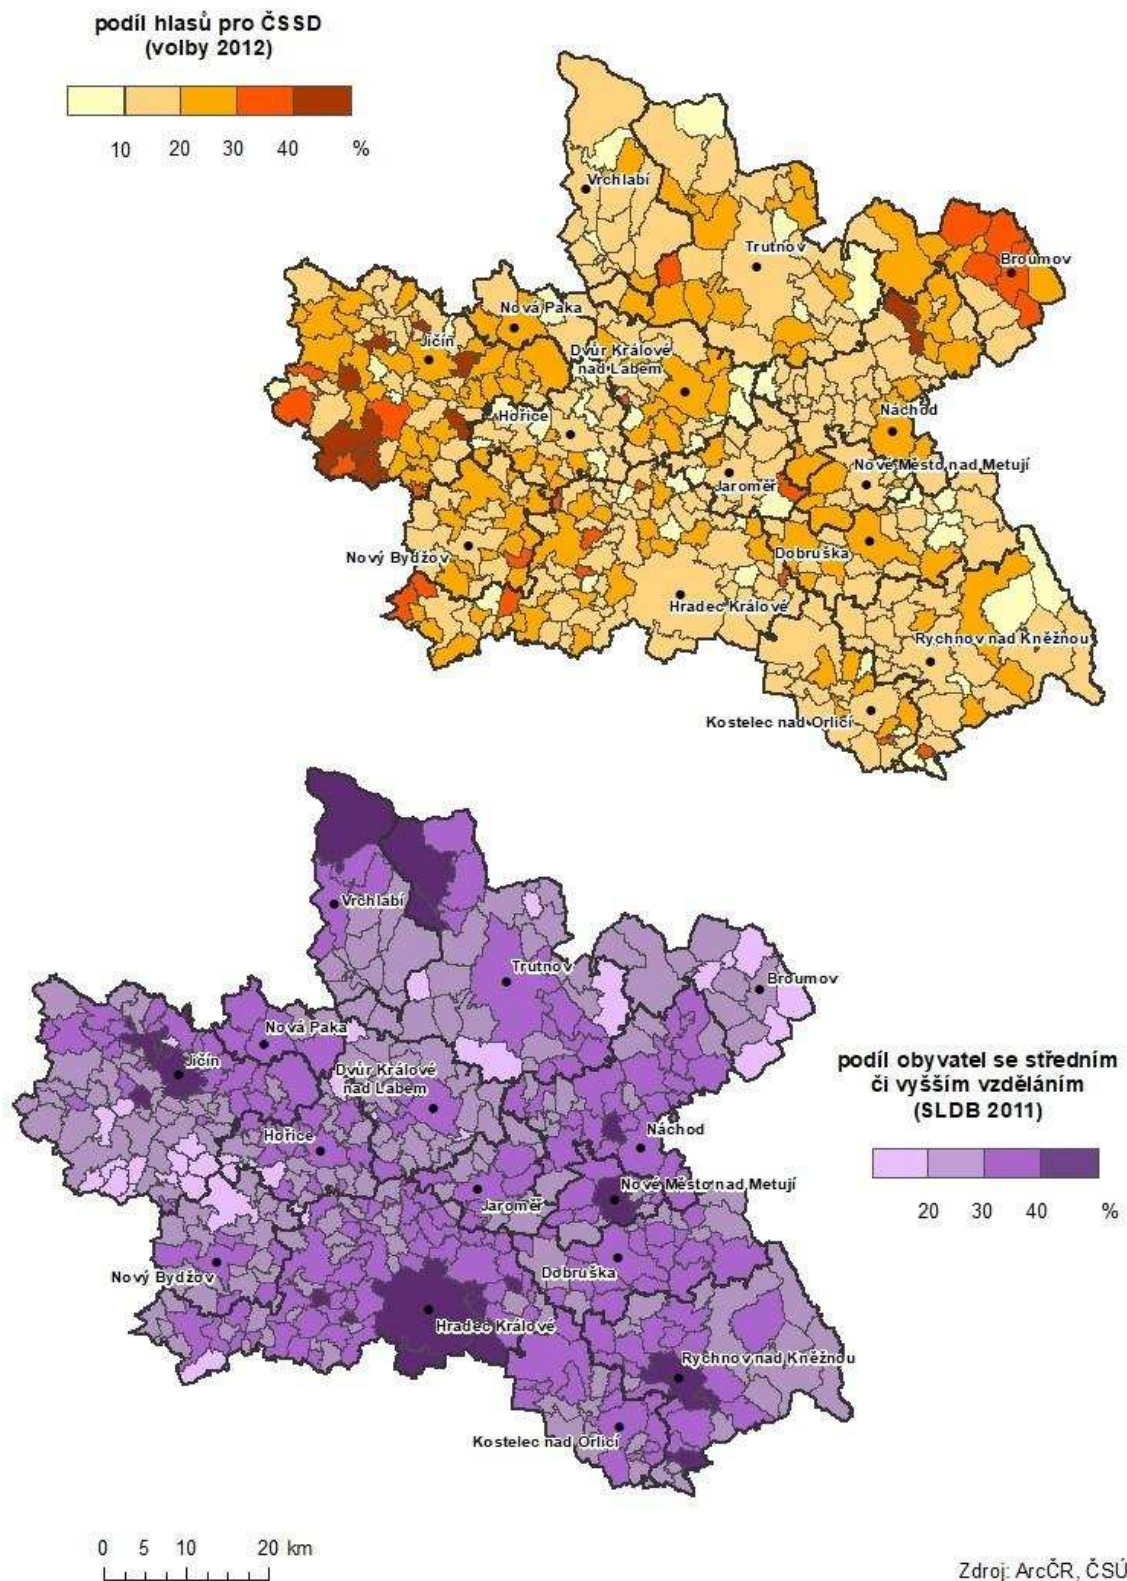 podíl hlasů pro ČSSD
(volby 2012)
10 20 30 40 %
Vrchlabí
Trutnov
Broumov
Nová Paka
Jičín
Dvůr Králové
nad Labem
Hořice
Náchod
Nové Město nad Metují
Jaroměř
Nový Bydžov
Dobruška
Hradec Králové
Rychnov nad Kněžnou
Kostelec nad Orlicí
Vrchlabí
Trutnov
Broumov
Nová Paka
Jičín
Dvůr Králové
nad Labem
podíl obyvatel se středním
či vyšším vzděláním
(SLDB 2011)
20 30 40 %
Hořice
Náchod
Nové Město nad Metují
Jaroměř
Nový Bydžov
Dobruška
Hradec Králové
Rychnov nad Kněžnou
Kostelec nad Orlicí
0 5 10 20 km
Zdroj: ArcČR, ČSÚ